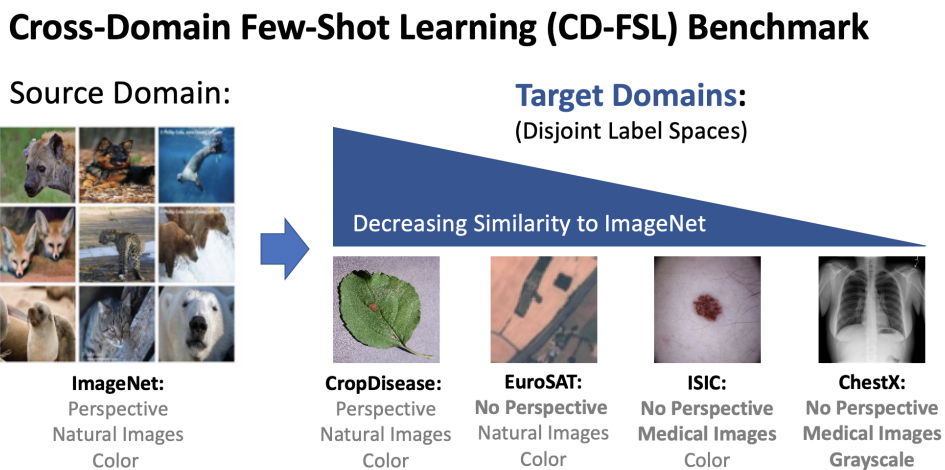 Cross-Domain Few-Shot Learning (CD-FSL) Benchmark
Source Domain:
Target Domains:
(Disjoint Label Spaces)
Decreasing Similarity to ImageNet
ImageNet:
Perspective
Natural Images
Color
CropDisease:
Perspective
Natural Images
Color
EuroSAT:
No Perspective
Natural Images
Color
ISIC:
No Perspective
Medical Images
Color
ChestX:
No Perspective
Medical Images
Grayscale